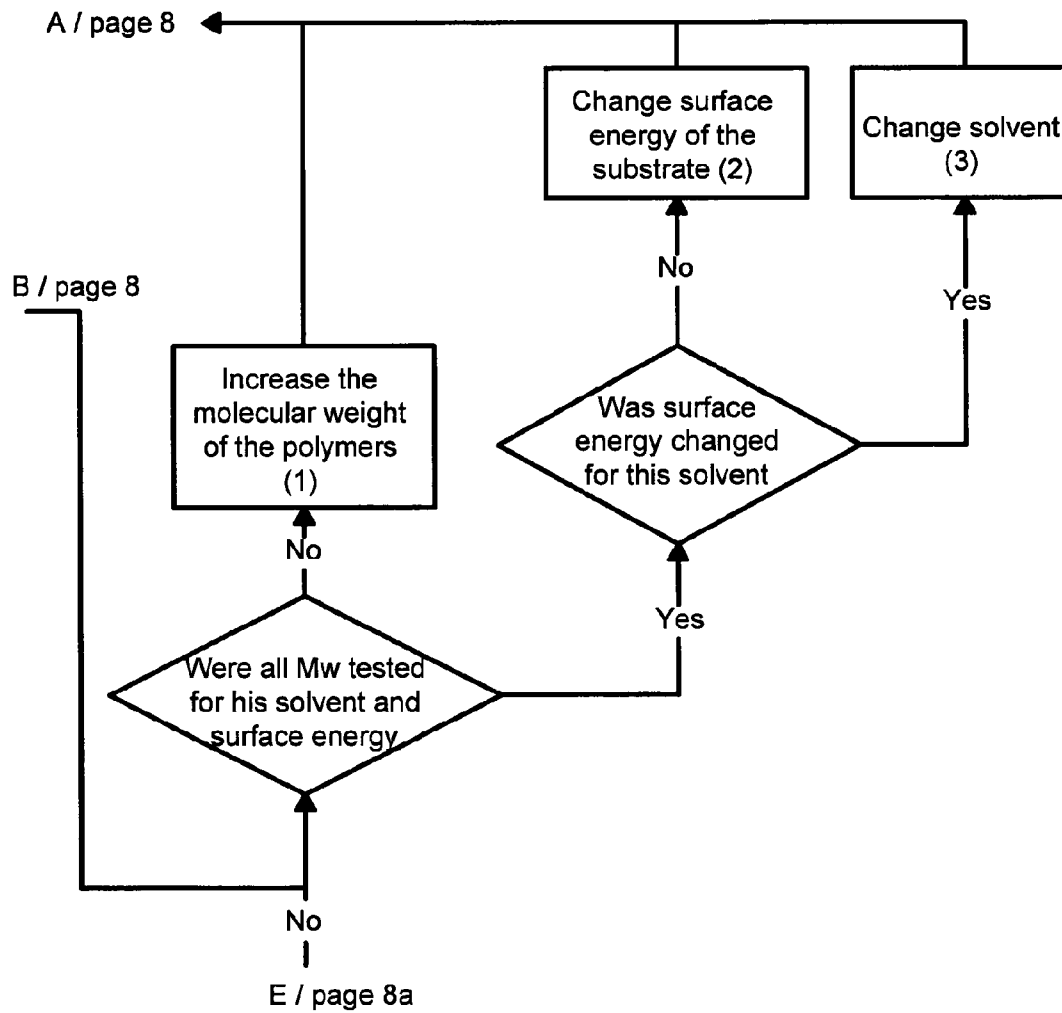 A / page 8
Change surface
energy of the
substrate (2)
Change solvent
(3)
No
Yes
B / page 8
Increase the
molecular weight
of the polymers
(1)
Was surface
energy changed
for this solvent
No
Yes
Were all Mw tested
for his solvent and
surface energy
No
E / page 8a